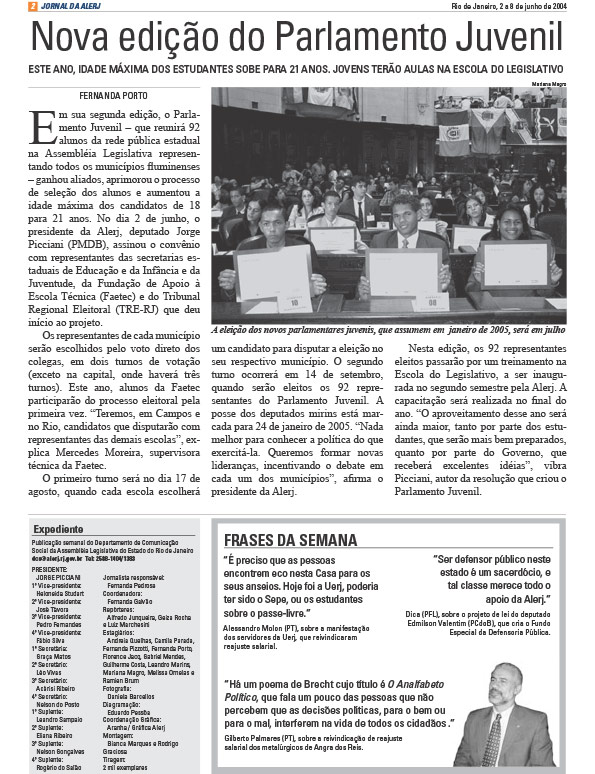 2 JORNAL DA ALERJ
Rio de Janeiro, 2 a 8 de junho de 2004
Nova edição do Parlamento Juvenil
ESTE ANO, IDADE MÁXIMA DOS ESTUDANTES SOBE PARA 21 ANOS. JOVENS TERÃO AULAS NA ESCOLA DO LEGISLATIVO
FERNANDA PORTO
Em sua segunda edição, o Parla-
mento Juvenil – que reunirá 92
alunos da rede pública estadual
na Assembléia Legislativa represen-
tando todos os municípios fluminenses
– ganhou aliados, aprimorou o processo
de seleção dos alunos e aumentou a
idade máxima dos candidatos de 18
para 21 anos. No dia 2 de junho, o
presidente da Alerj, deputado Jorge
Picciani (PMDB), assinou o convênio
com representantes das secretarias es-
taduais de Educação e da Infância e da
Juventude, da Fundação de Apoio à
Escola Técnica (Faetec) e do Tribunal
Regional Eleitoral (TRE-RJ) que deu
início ao projeto.
Os representantes de cada município
serão escolhidos pelo voto direto dos
colegas, em dois turnos de votação
(exceto na capital, onde haverá três
turnos). Este ano, alunos da Faetec
participarão do processo eleitoral pela
primeira vez. “Teremos, em Campos e
no Rio, candidatos que disputarão com
representantes das demais escolas”, ex-
plica Mercedes Moreira, supervisora
técnica da Faetec.
O primeiro turno será no dia 17 de
agosto, quando cada escola escolherá
Mariana Magro
A eleição dos novos parlamentares juvenis, que assumem em janeiro de 2005, será em julho
um candidato para disputar a eleição no
seu respectivo município. O segundo
turno ocorrerá em 14 de setembro,
quando serão eleitos os 92 repre-
sentantes do Parlamento Juvenil. A
posse dos deputados mirins está mar-
cada para 24 de janeiro de 2005. “Nada
melhor para conhecer a política do que
exercitá-la. Queremos formar novas
lideranças, incentivando o debate em
cada um dos municípios”, afirma o
presidente da Alerj.
Nesta edição, os 92 representantes
eleitos passarão por um treinamento na
Escola do Legislativo, a ser inaugu-
rada no segundo semestre pela Alerj. A
capacitação será realizada no final do
ano. “O aproveitamento desse ano será
ainda maior, tanto por parte dos estu-
dantes, que serão mais bem preparados,
quanto por parte do Governo, que
receberá excelentes idéias”, vibra
Picciani, autor da resolução que criou o
Parlamento Juvenil.
Expediente
Publicação semanal do Departamento de Comunicação
Social da Assembléia Legislativa do Estado do Rio de Janeiro
dcs@alerj.rj.gov.br Tel: 2588-1404/1383
PRESIDENTE:
JORGE PICCIANI
1ª Vice-presidente:
Heloneida Studart
2º Vice-presidente:
José Távora
3º Vice-presidente:
Pedro Fernandes
4º Vice-presidente:
Fábio Silva
1ª Secretária:
Graça Matos
2º Secretário:
Léo Vivas
3º Secretário:
Acárisi Ribeiro
4º Secretário:
Nelson do Posto
1º Suplente:
Leandro Sampaio
2º Suplente:
Eliana Ribeiro
3º Suplente:
Nelson Gonçalves
4º Suplente:
Rogério do Salão
Jornalista responsável:
Fernanda Pedrosa
Coordenadora:
Fernanda Galvão
Repórteres:
Alfredo Junqueira, Geiza Rocha
e Luiz Marchesini
Estagiários:
Andreia Guelhas, Camila Parada,
Fernanda Pizzotti, Fernanda Porto,
Florence Jacq, Gabriel Mendes,
Guilherme Costa, Leandro Marins,
Mariana Magro, Melissa Ornelas e
Ramien Brum
Fotografia:
Daniela Barcellos
Diagramação:
Eduardo Pessôa
Coordenação Gráfica:
Aranha / Gráfica Alerj
Montagem:
Bianca Marques e Rodrigo
Graciosa
Tiragem:
2 mil exemplares
FRASES DA SEMANA
“É preciso que as pessoas
encontrem eco nesta Casa para os
seus anseios. Hoje foi a Uerj, poderia
ter sido o Sepe, ou os estudantes
sobre o passe-livre.”
Alessandro Molon (PT), sobre a manifestação
dos servidores da Uerj, que reivindicaram
reajuste salarial.
“Ser defensor público neste
estado é um sacerdócio, e
tal classe merece todo o
apoio da Alerj.”
Dica (PFL), sobre o projeto de lei do deputado
Edmilson Valentim (PCdoB), que cria o Fundo
Especial da Defensoria Pública.
“Há um poema de Brecht cujo título é O Analfabeto
Político, que fala um pouco das pessoas que não
percebem que as decisões políticas, para o bem ou
para o mal, interferem na vida de todos os cidadãos .”
Gilberto Palmares (PT), sobre a reivindicação de reajuste
salarial dos metalúrgicos de Angra dos Reis.